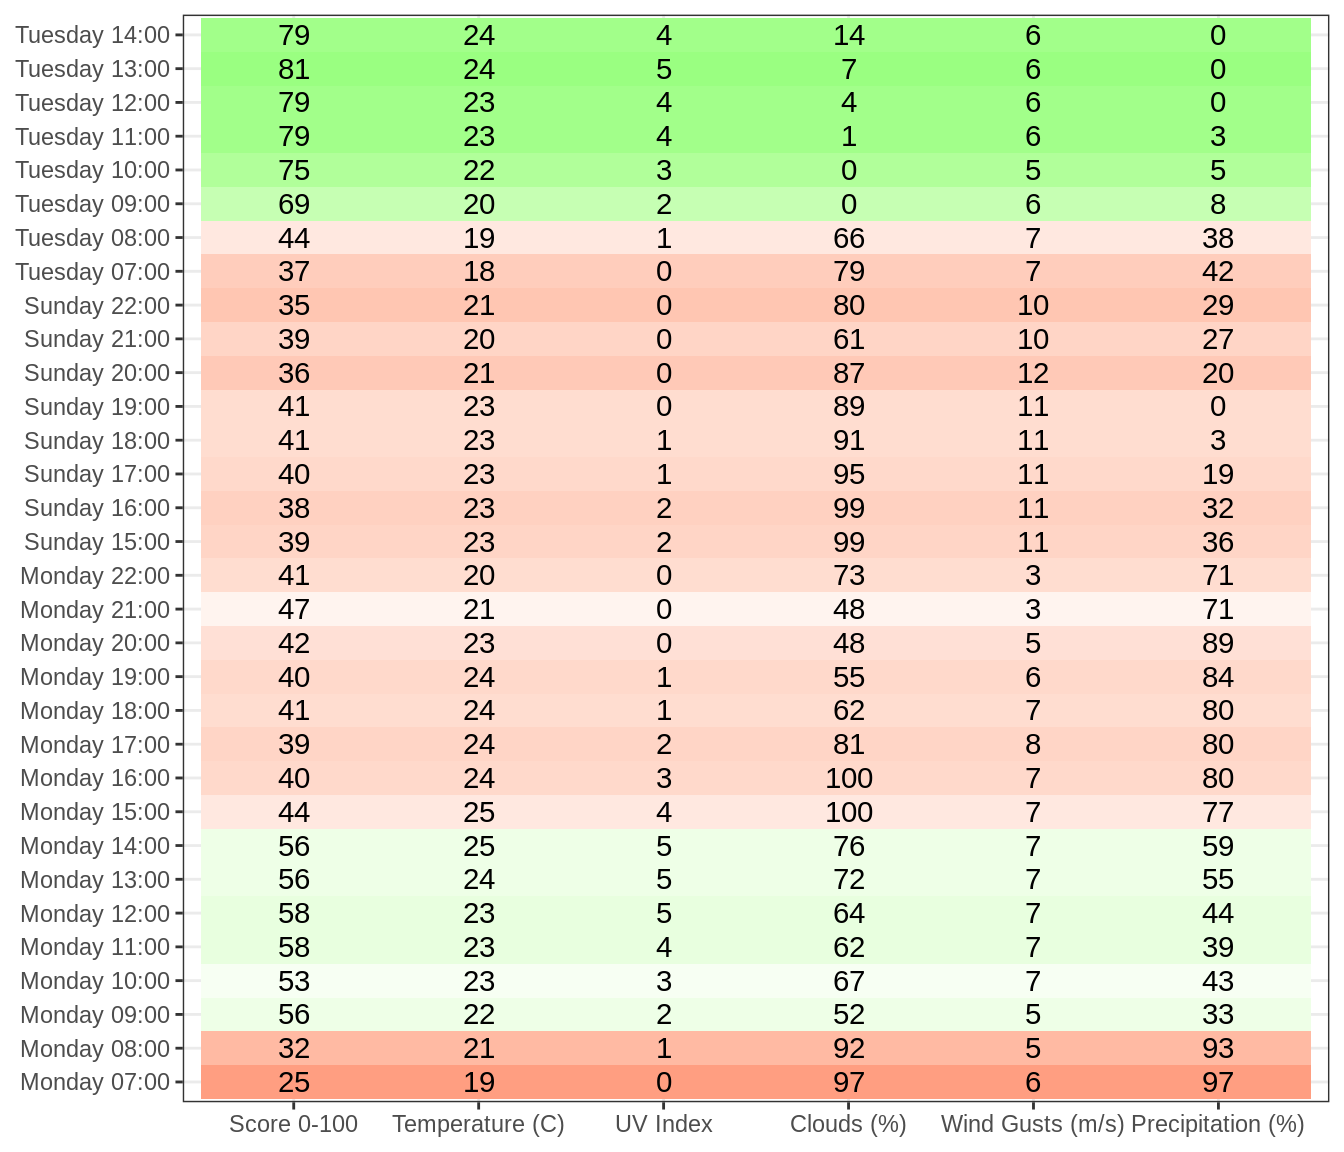 Tuesday 14:00 79 24 4 14 6 0
Tuesday 13:00 81 24 5 7 6 0
Tuesday 12:00 79 23 4 4 6 0
Tuesday 11:00 79 23 4 1 6 3
Tuesday 10:00 75 22 3 0 5 5
Tuesday 09:00 69 20 2 0 6 8
Tuesday 08:00 44 19 1 66 7 38
Tuesday 07:00 37 18 0 79 7 42
Sunday 22:00 35 21 0 80 10 29
Sunday 21:00 39 20 0 61 10 27
Sunday 20:00 36 21 0 87 12 20
Sunday 19:00 41 23 0 89 11 0
Sunday 18:00 41 23 1 91 11 3
Sunday 17:00 40 23 1 95 11 19
Sunday 16:00 38 23 2 99 11 32
Sunday 15:00 39 23 2 99 11 36
Monday 22:00 41 20 0 73 3 71
Monday 21:00 47 21 0 48 3 71
Monday 20:00 42 23 0 48 5 89
Monday 19:00 40 24 1 55 6 84
Monday 18:00 41 24 1 62 7 80
Monday 17:00 39 24 2 81 8 80
Monday 16:00 40 24 3 100 7 80
Monday 15:00 44 25 4 100 7 77
Monday 14:00 56 25 5 76 7 59
Monday 13:00 56 24 5 72 7 55
Monday 12:00 58 23 5 64 7 44
Monday 11:00 58 23 4 62 7 39
Monday 10:00 53 23 3 67 7 43
Monday 09:00 56 22 2 52 5 33
Monday 08:00 32 21 1 92 5 93
Monday 07:00 25 19 0 97 6 97
Score 0-100 Temperature (C) UV Index Clouds (%) Wind Gusts (m/s) Precipitation (%)